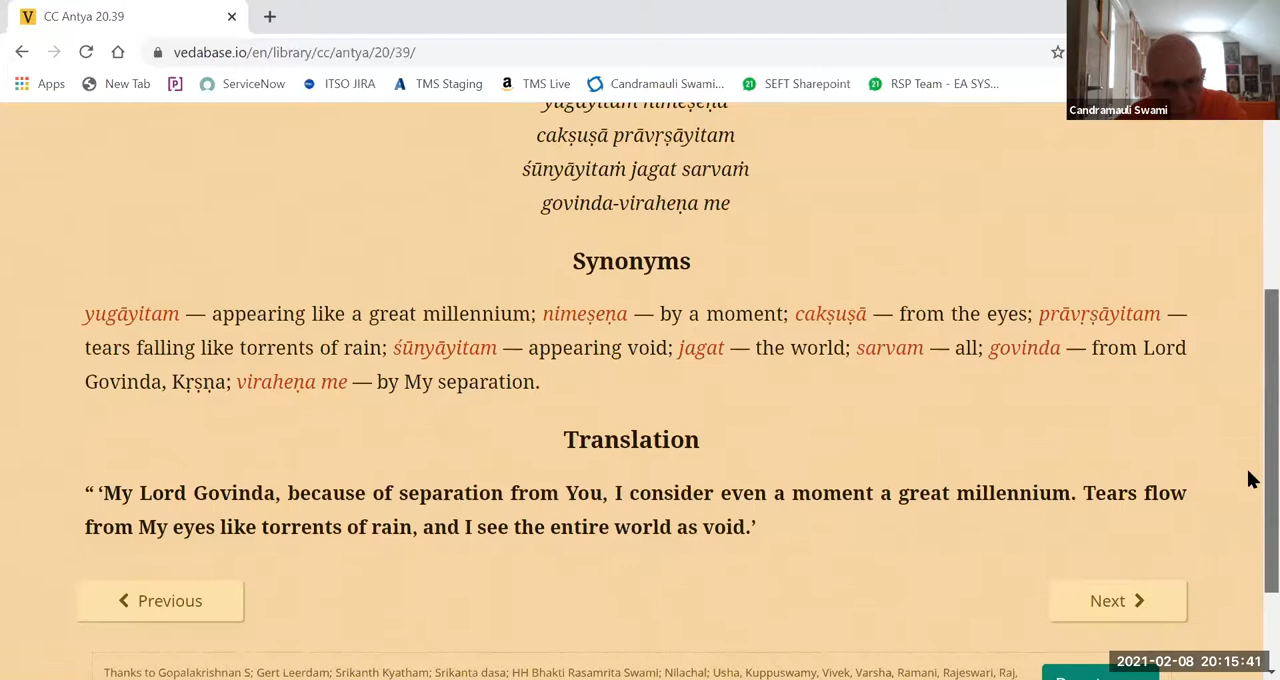 CC Antya 20.39
vedabase.io/en/library/cc/antya/20/39/
Apps New Tab ServiceNow ITSO JIRA TMS Staging TMS Live Candramauli Swami... SEFT Sharepoint RSP Team - EA SYS...
Candramauli Swami
yugāyitaṁ nimeṣeṇa
cakṣuṣā prāvṛṣāyitam
śūnyāyitaṁ jagat sarvaṁ
govinda-viraheṇa me
Synonyms
yugāyitam — appearing like a great millennium; nimeṣeṇa — by a moment; cakṣuṣā — from the eyes; prāvṛṣāyitam —
tears falling like torrents of rain; śūnyāyitam — appearing void; jagat — the world; sarvam — all; govinda — from Lord
Govinda, Kṛṣṇa; viraheṇa me — by My separation.
Translation
“ ‘My Lord Govinda, because of separation from You, I consider even a moment a great millennium. Tears flow
from My eyes like torrents of rain, and I see the entire world as void.’
Previous
Next
2021-02-08 20:15:41
Thanks to Gopalakrishnan S; Gert Leerdam; Srikanth Kyatham; Srikanta dasa; HH Bhakti Rasamrita Swami; Nilachal; Usha, Kuppuswamy, Vivek, Varsha, Ramani, Rajeswari, Raj,